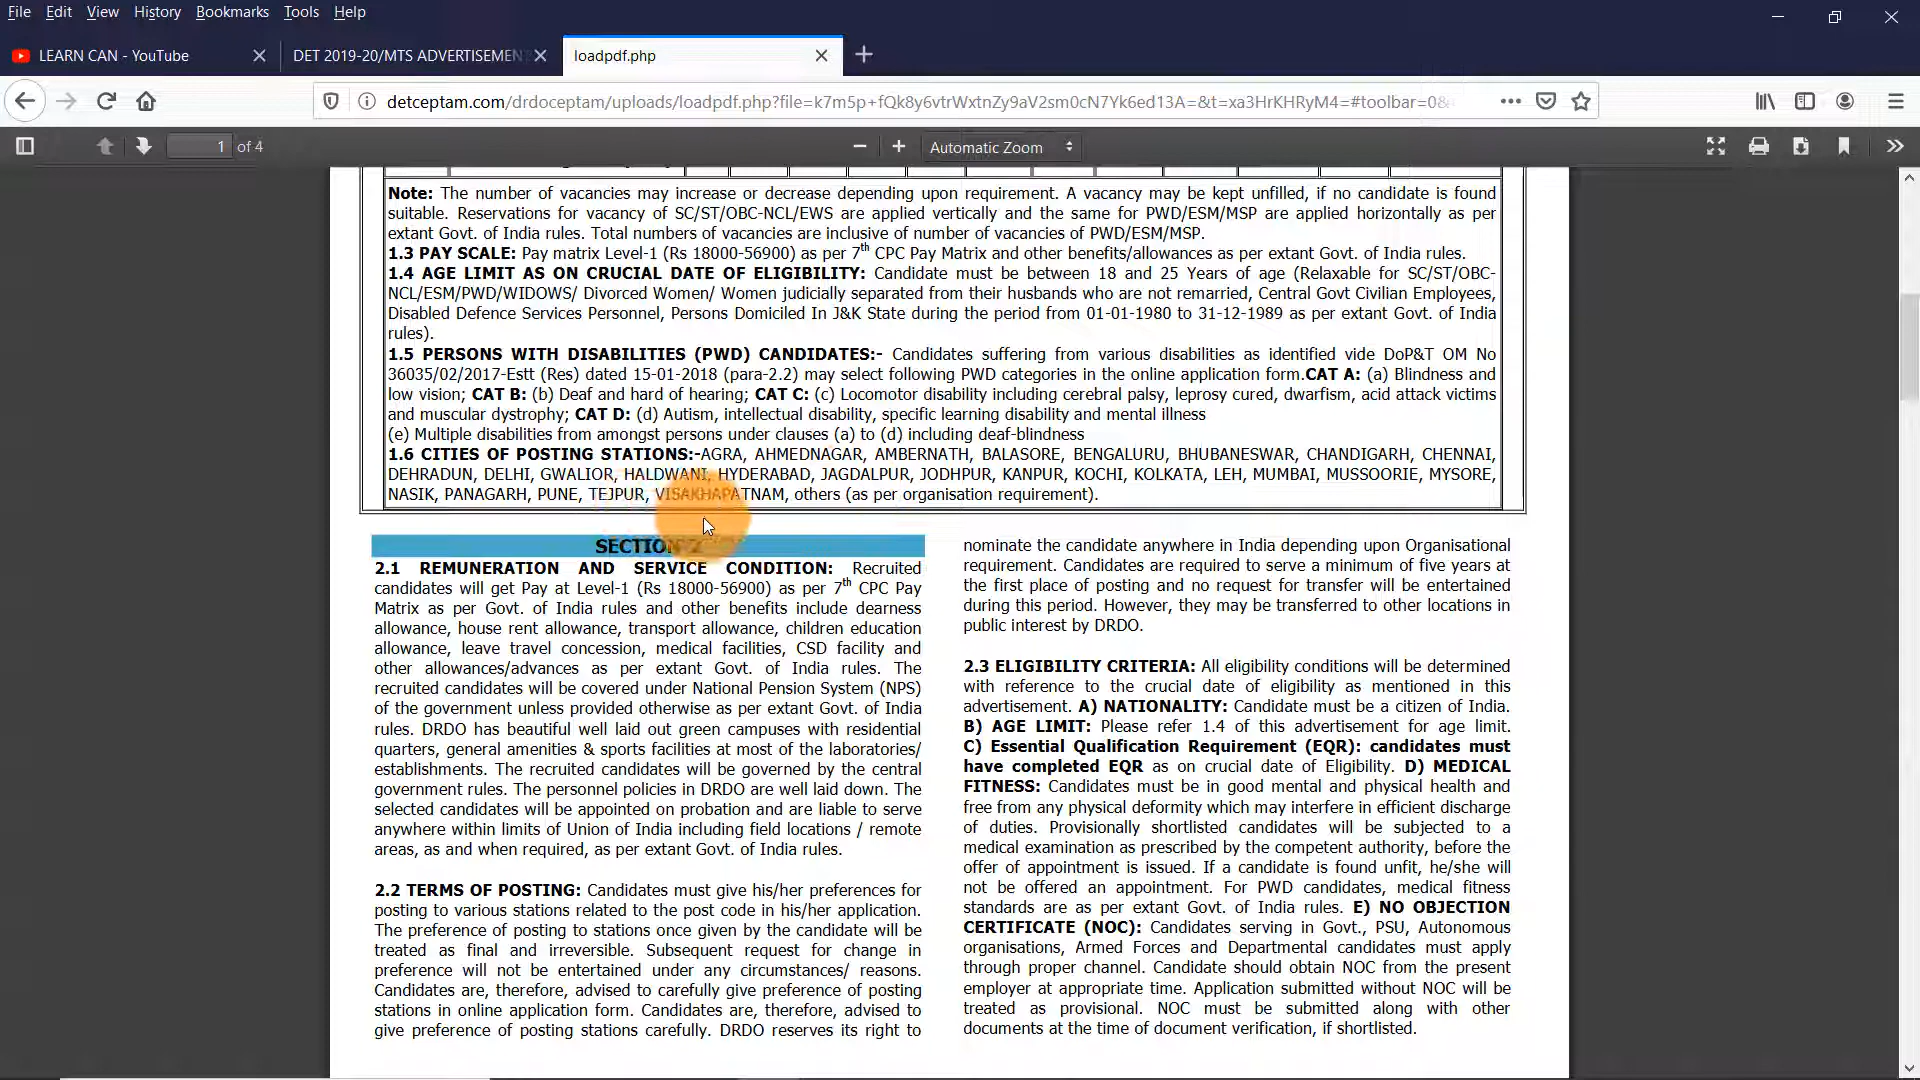 File Edit View History Bookmarks Tools Help
LEARN CAN - YouTube
DET 2019-20/MTS ADVERTISEMEN
loadpdf.php
detceptam.com/drdoceptam/uploads/loadpdf.php?file=k7m5p+fQk8y6vtrWxtnZy9aV2sm0cN7Yk6ed13A=&t=xa3HrKHRyM4=#toolbar=0&
1 of 4
Automatic Zoom
Note: The number of vacancies may increase or decrease depending upon requirement. A vacancy may be kept unfilled, if no candidate is found
suitable. Reservations for vacancy of SC/ST/OBC-NCL/EWS are applied vertically and the same for PWD/ESM/MSP are applied horizontally as per
extant Govt. of India rules. Total numbers of vacancies are inclusive of number of vacancies of PWD/ESM/MSP.
1.3 PAY SCALE: Pay matrix Level-1 (Rs 18000-56900) as per 7th CPC Pay Matrix and other benefits/allowances as per extant Govt. of India rules.
1.4 AGE LIMIT AS ON CRUCIAL DATE OF ELIGIBILITY: Candidate must be between 18 and 25 Years of age (Relaxable for SC/ST/OBC-
NCL/ESM/PWD/WIDOWS/ Divorced Women/ Women judicially separated from their husbands who are not remarried, Central Govt Civilian Employees,
Disabled Defence Services Personnel, Persons Domiciled In J&K State during the period from 01-01-1980 to 31-12-1989 as per extant Govt. of India
rules).
1.5 PERSONS WITH DISABILITIES (PWD) CANDIDATES:- Candidates suffering from various disabilities as identified vide DoP&T OM No
36035/02/2017-Estt (Res) dated 15-01-2018 (para-2.2) may select following PWD categories in the online application form.CAT A: (a) Blindness and
low vision; CAT B: (b) Deaf and hard of hearing; CAT C: (c) Locomotor disability including cerebral palsy, leprosy cured, dwarfism, acid attack victims
and muscular dystrophy; CAT D: (d) Autism, intellectual disability, specific learning disability and mental illness
(e) Multiple disabilities from amongst persons under clauses (a) to (d) including deaf-blindness
1.6 CITIES OF POSTING STATIONS:-AGRA, AHMEDNAGAR, AMBERNATH, BALASORE, BENGALURU, BHUBANESWAR, CHANDIGARH, CHENNAI,
DEHRADUN, DELHI, GWALIOR, HALDWANI, HYDERABAD, JAGDALPUR, JODHPUR, KANPUR, KOCHI, KOLKATA, LEH, MUMBAI, MUSSOORIE, MYSORE,
NASIK, PANAGARH, PUNE, TEJPUR, VISAKHAPATNAM, others (as per organisation requirement).
SECTION
2.1 REMUNERATION AND SERVICE CONDITION: Recruited
candidates will get Pay at Level-1 (Rs 18000-56900) as per 7th CPC Pay
Matrix as per Govt. of India rules and other benefits include dearness
allowance, house rent allowance, transport allowance, children education
allowance, leave travel concession, medical facilities, CSD facility and
other allowances/advances as per extant Govt. of India rules. The
recruited candidates will be covered under National Pension System (NPS)
of the government unless provided otherwise as per extant Govt. of India
rules. DRDO has beautiful well laid out green campuses with residential
quarters, general amenities & sports facilities at most of the laboratories/
establishments. The recruited candidates will be governed by the central
government rules. The personnel policies in DRDO are well laid down. The
selected candidates will be appointed on probation and are liable to serve
anywhere within limits of Union of India including field locations / remote
areas, as and when required, as per extant Govt. of India rules.
2.2 TERMS OF POSTING: Candidates must give his/her preferences for
posting to various stations related to the post code in his/her application.
The preference of posting to stations once given by the candidate will be
treated as final and irreversible. Subsequent request for change in
preference will not be entertained under any circumstances/ reasons.
Candidates are, therefore, advised to carefully give preference of posting
stations in online application form. Candidates are, therefore, advised to
give preference of posting stations carefully. DRDO reserves its right to
nominate the candidate anywhere in India depending upon Organisational
requirement. Candidates are required to serve a minimum of five years at
the first place of posting and no request for transfer will be entertained
during this period. However, they may be transferred to other locations in
public interest by DRDO.
2.3 ELIGIBILITY CRITERIA: All eligibility conditions will be determined
with reference to the crucial date of eligibility as mentioned in this
advertisement. A) NATIONALITY: Candidate must be a citizen of India.
B) AGE LIMIT: Please refer 1.4 of this advertisement for age limit.
C) Essential Qualification Requirement (EQR): candidates must
have completed EQR as on crucial date of Eligibility. D) MEDICAL
FITNESS: Candidates must be in good mental and physical health and
free from any physical deformity which may interfere in efficient discharge
of duties. Provisionally shortlisted candidates will be subjected to a
medical examination as prescribed by the competent authority, before the
offer of appointment is issued. If a candidate is found unfit, he/she will
not be offered an appointment. For PWD candidates, medical fitness
standards are as per extant Govt. of India rules. E) NO OBJECTION
CERTIFICATE (NOC): Candidates serving in Govt., PSU, Autonomous
organisations, Armed Forces and Departmental candidates must apply
through proper channel. Candidate should obtain NOC from the present
employer at appropriate time. Application submitted without NOC will be
treated as provisional. NOC must be submitted along with other
documents at the time of document verification, if shortlisted.